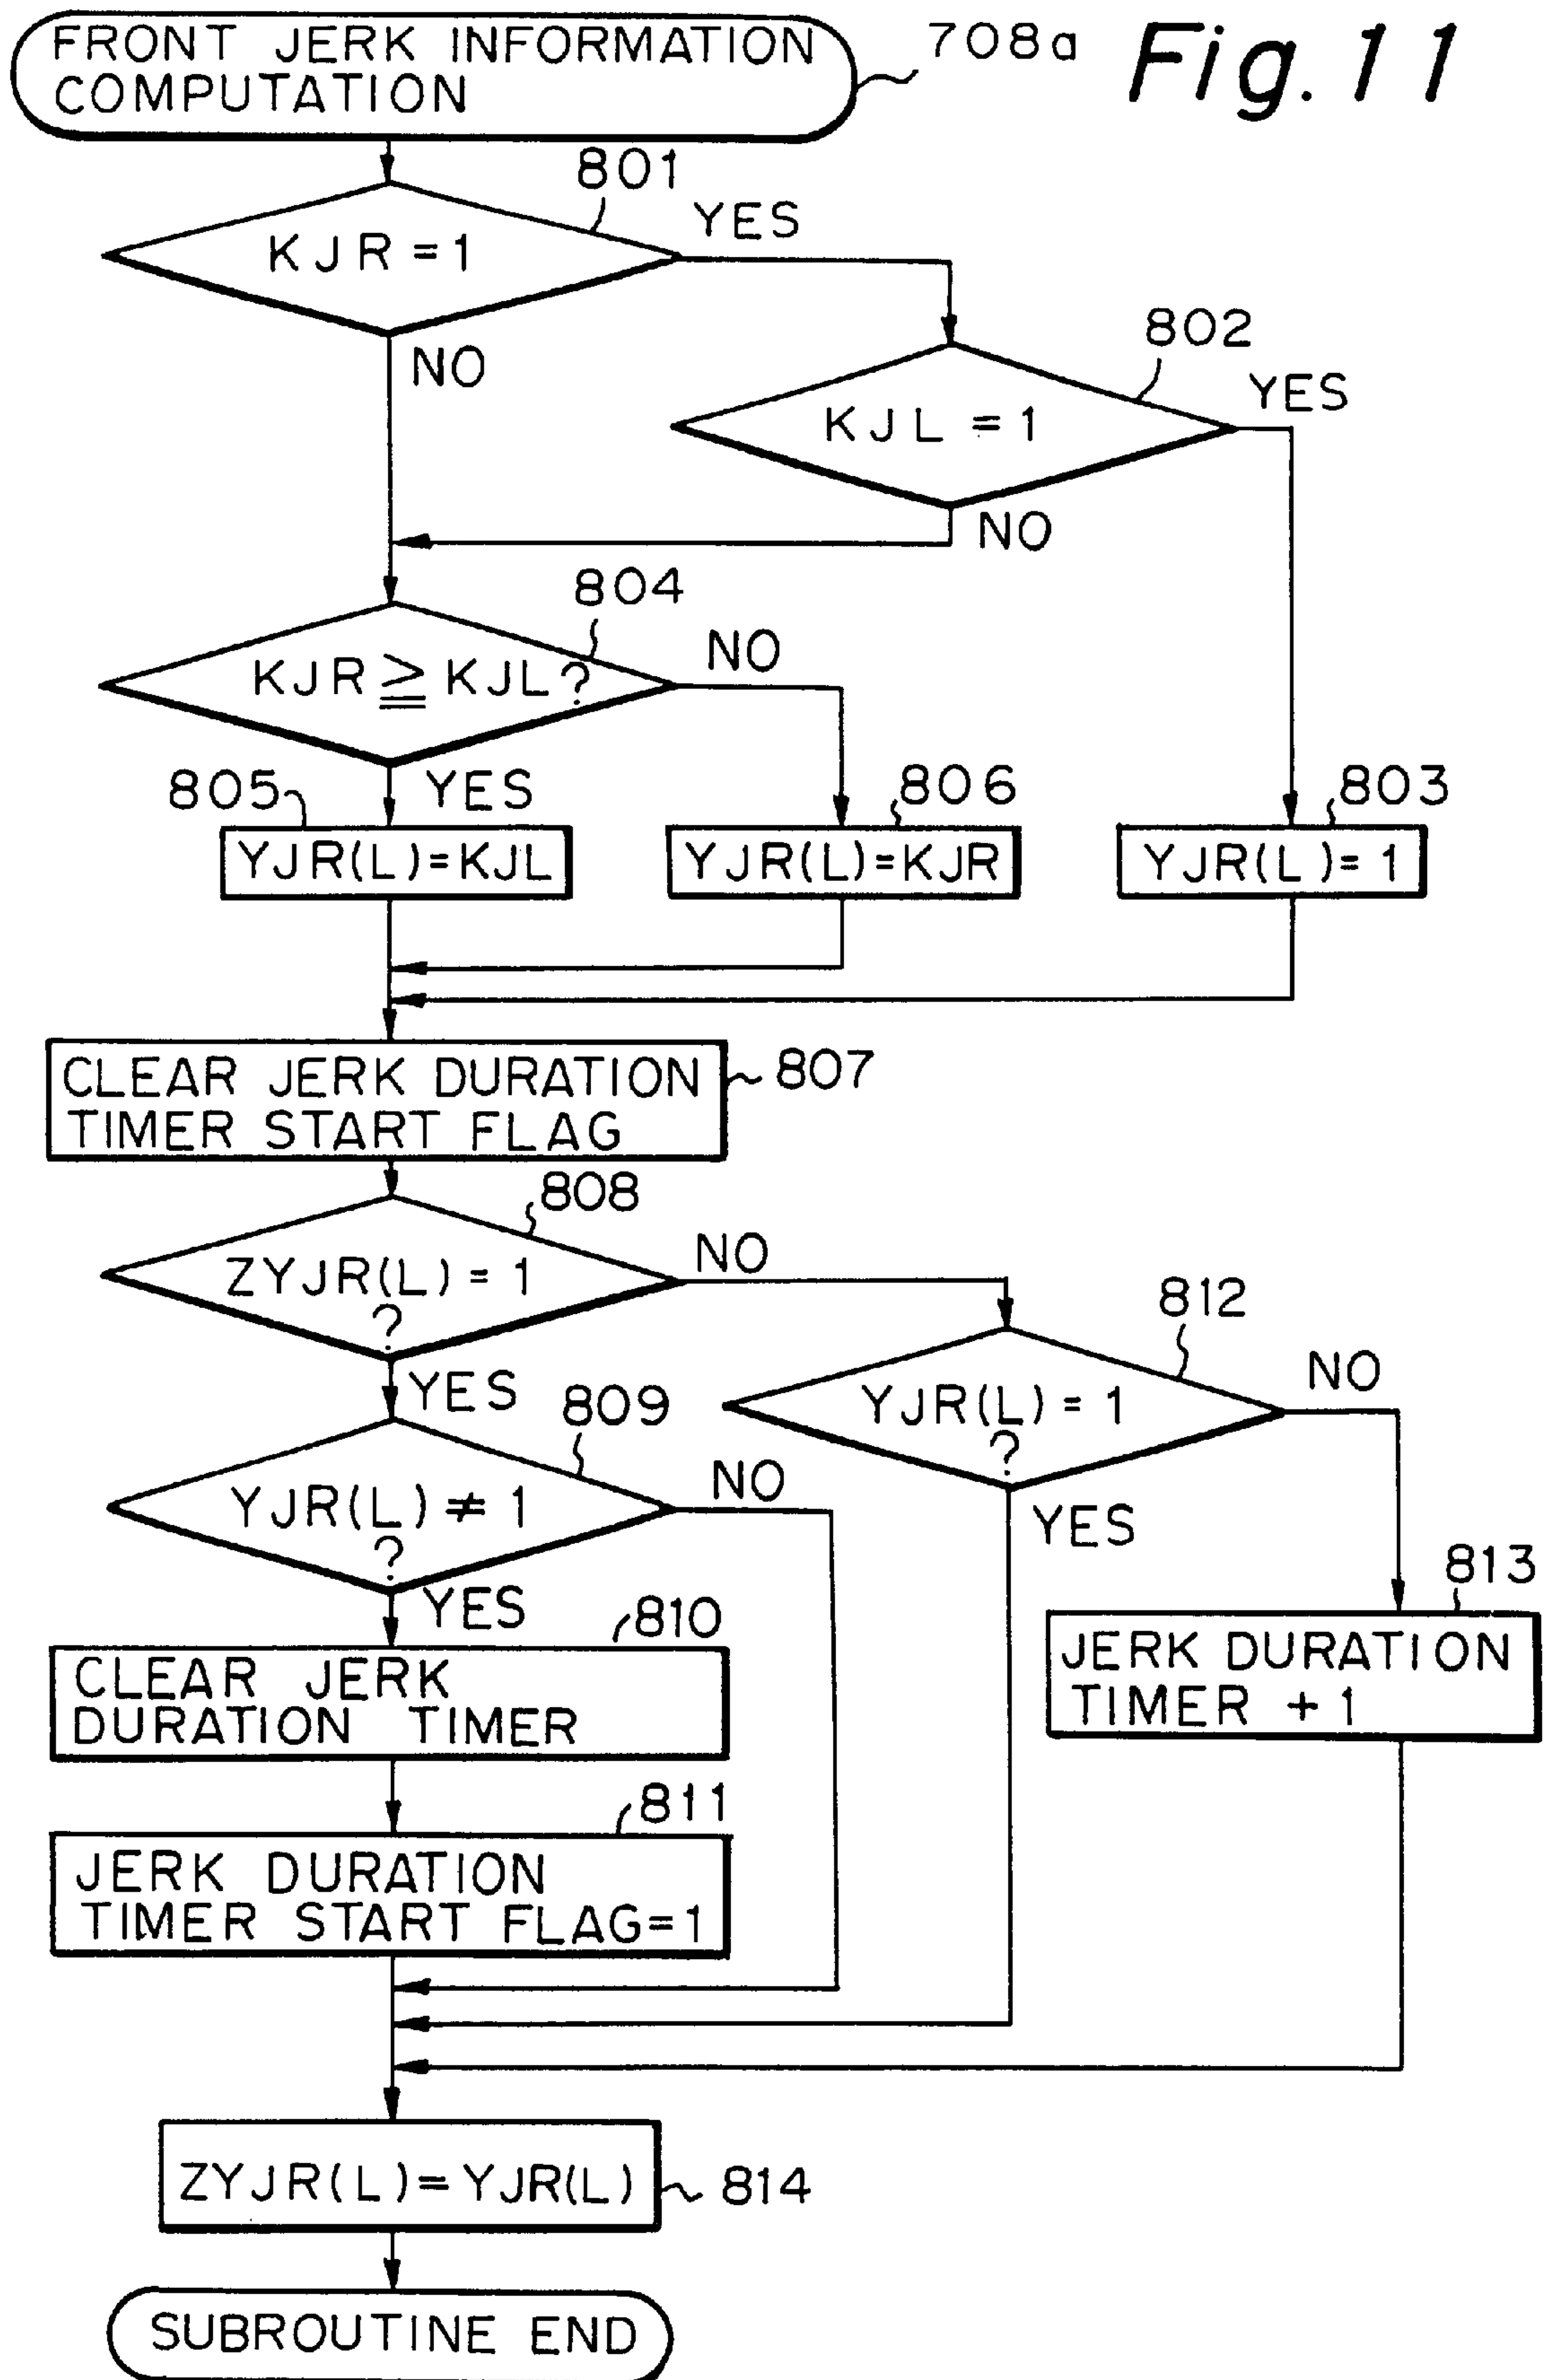 FRONT JERK INFORMATION
COMPUTATION
708a
Fig. 11
801
KJR = 1
YES
NO
802
KJL = 1
YES
NO
804
KJR ≧ KJL ?
NO
YES
805
YJR(L)=KJL
806
YJR(L)=KJR
803
YJR(L)=1
CLEAR JERK DURATION
TIMER START FLAG
807
808
ZYJR(L) = 1
?
NO
YES
812
YJR(L) = 1
?
NO
YES
809
YJR(L) ≠ 1
?
NO
YES
813
JERK DURATION
TIMER +1
810
CLEAR JERK
DURATION TIMER
811
JERK DURATION
TIMER START FLAG=1
ZYJR(L)=YJR(L)
814
SUBROUTINE END